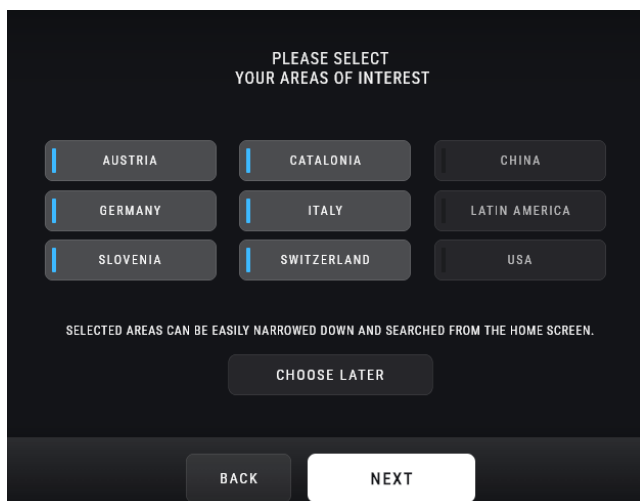 PLEASE SELECT
YOUR AREAS OF INTEREST
AUSTRIA
CATALONIA
CHINA
GERMANY
ITALY
LATIN AMERICA
SLOVENIA
SWITZERLAND
USA
SELECTED AREAS CAN BE EASILY NARROWED DOWN AND SEARCHED FROM THE HOME SCREEN.
CHOOSE LATER
BACK
NEXT